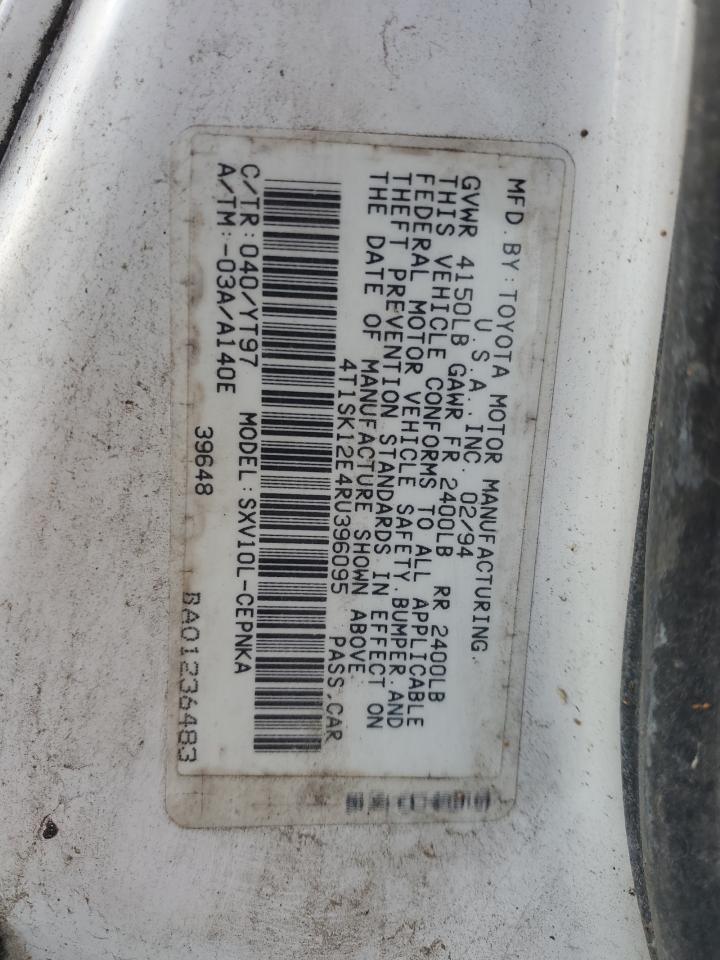 MFD. BY: TOYOTA MOTOR MANUFACTURING.
U.S.A., INC. 02/94
GVWR 4150LB GAWR FR 2400LB RR 2400LB
THIS VEHICLE CONFORMS TO ALL APPLICABLE
FEDERAL MOTOR VEHICLE SAFETY.BUMPER.AND
THEFT PREVENTION STANDARDS IN EFFECT ON
THE DATE OF MANUFACTURE SHOWN ABOVE
4T1SK12E4RU396095 PASS.CAR
C/TR:040/YT97 MODEL:SXV10L-CEPNKA
A/TM:-03A/A140E
39648
BA01236483